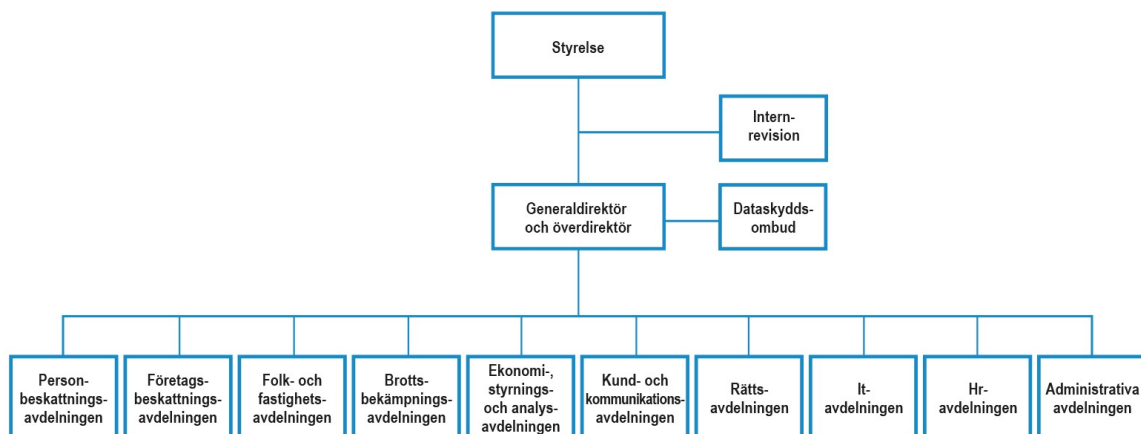 Styrelse
Intern-
revision
Generaldirektör
och överdirektör
Dataskydds-
ombud
Person-
beskattnings-
avdelningen
Företags-
beskattnings-
avdelningen
Folk- och
fastighets-
avdelningen
Brotts-
bekämpnings-
avdelningen
Ekonomi-,
styrnings-
och analys-
avdelningen
Kund- och
kommunikations-
avdelningen
Rätts-
avdelningen
It-
avdelningen
Hr-
avdelningen
Administrativa
avdelningen